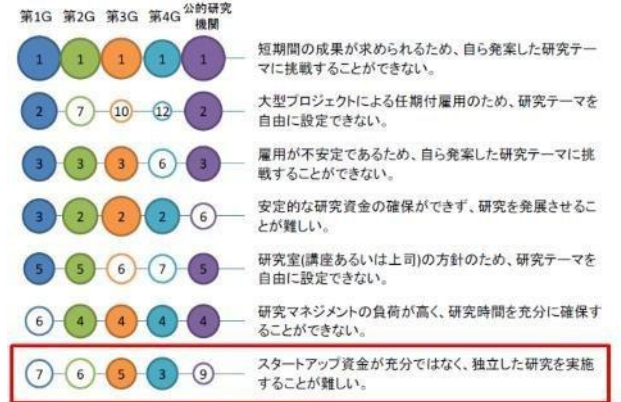 第1G 第2G 第3G 第4G 公的研究機関
1 1 1 1 1
短期間の成果が求められるため、自ら発案した研究テー
マに挑戦することができない。
2 7 10 12 2
大型プロジェクトによる任期付雇用のため、研究テーマを
自由に設定できない。
3 3 3 6 3
雇用が不安定であるため、自ら発案した研究テーマに挑
戦することができない。
3 2 2 2 6
安定的な研究資金の確保ができず、研究を発展させるこ
とが難しい。
5 5 6 7 5
研究室(講座あるいは上司)の方針のため、研究テーマを
自由に設定できない。
6 4 4 4 4
研究マネジメントの負荷が高く、研究時間を充分に確保す
ることができない。
7 6 5 3 9
スタートアップ資金が充分ではなく、独立した研究を実施
することが難しい。